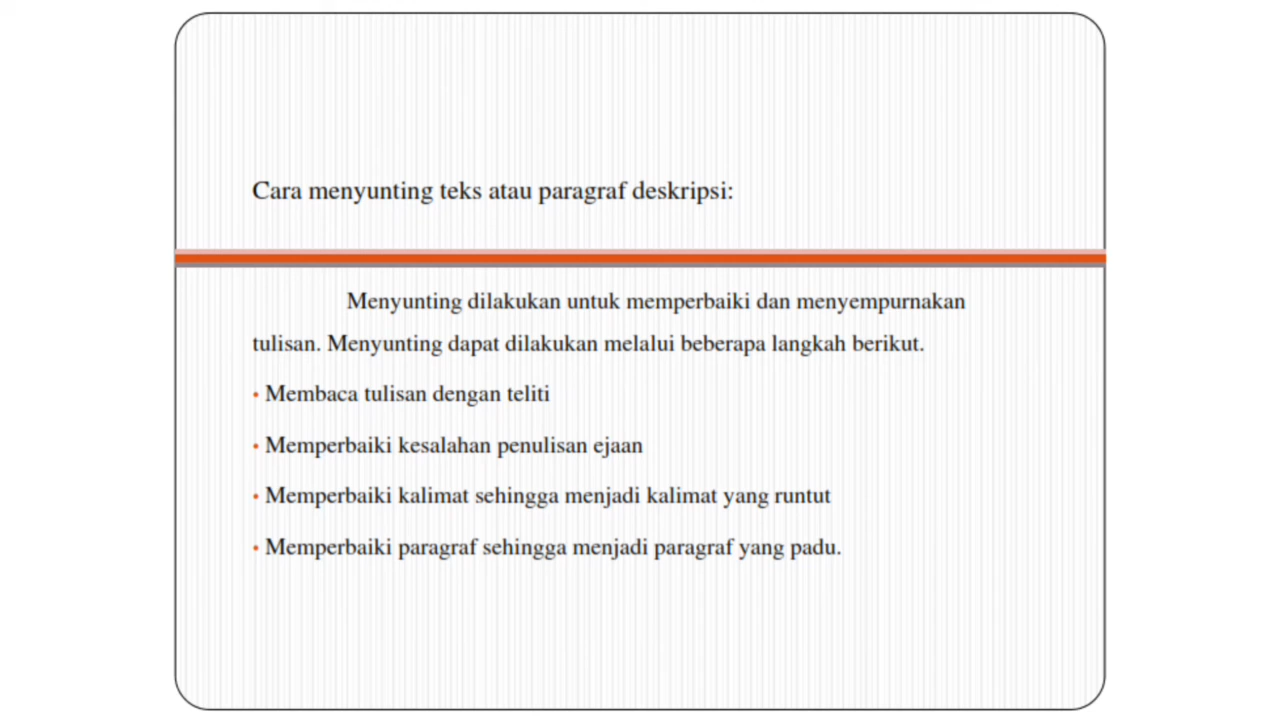 Cara menyunting teks atau paragraf deskripsi:
Menyunting dilakukan untuk memperbaiki dan menyempurnakan
tulisan. Menyunting dapat dilakukan melalui beberapa langkah berikut.
• Membaca tulisan dengan teliti
• Memperbaiki kesalahan penulisan ejaan
• Memperbaiki kalimat sehingga menjadi kalimat yang runtut
• Memperbaiki paragraf sehingga menjadi paragraf yang padu.